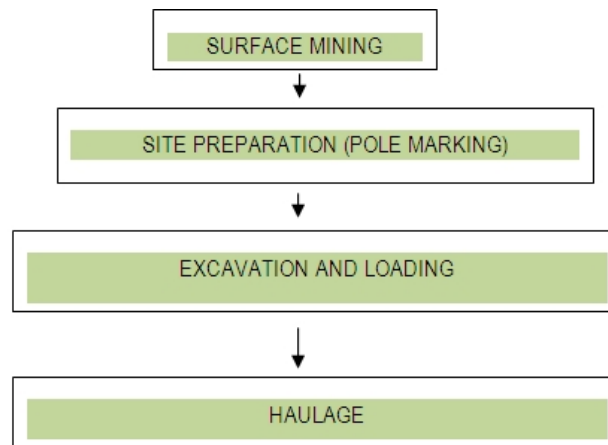 SURFACE MINING
SITE PREPARATION (POLE MARKING)
EXCAVATION AND LOADING
HAULAGE